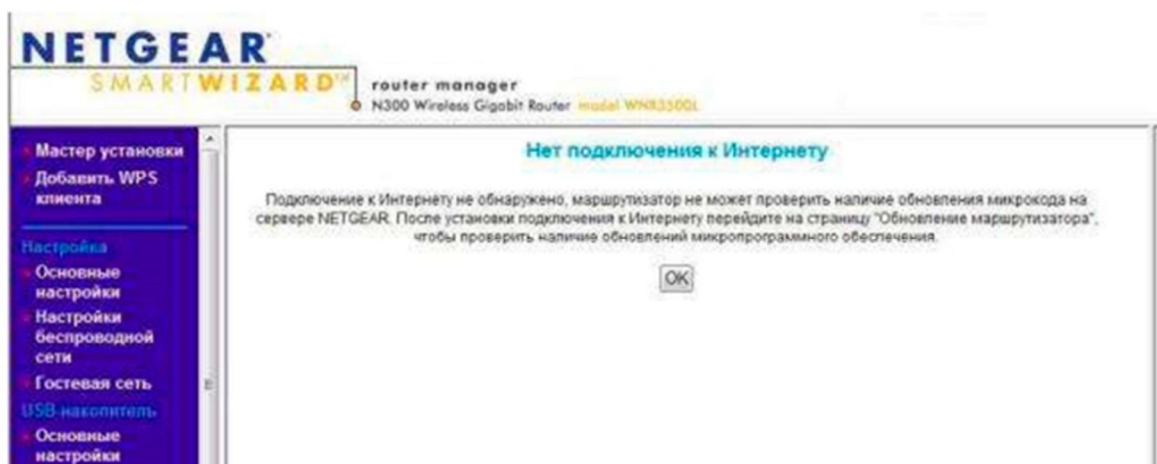 NETGEAR
SMARTWIZARD™
router manager
N300 Wireless Gigabit Router model WNR3500L
Мастер установки
Добавить WPS
клиента
Настройка
Основные
настройки
Настройки
беспроводной
сети
Гостевая сеть
USB-накопитель
Основные
настройки
Нет подключения к Интернету
Подключение к Интернету не обнаружено, маршрутизатор не может проверить наличие обновления микрокода на
сервере NETGEAR. После установки подключения к Интернету перейдите на страницу "Обновление маршрутизатора",
чтобы проверить наличие обновлений микропрограммного обеспечения.
OK